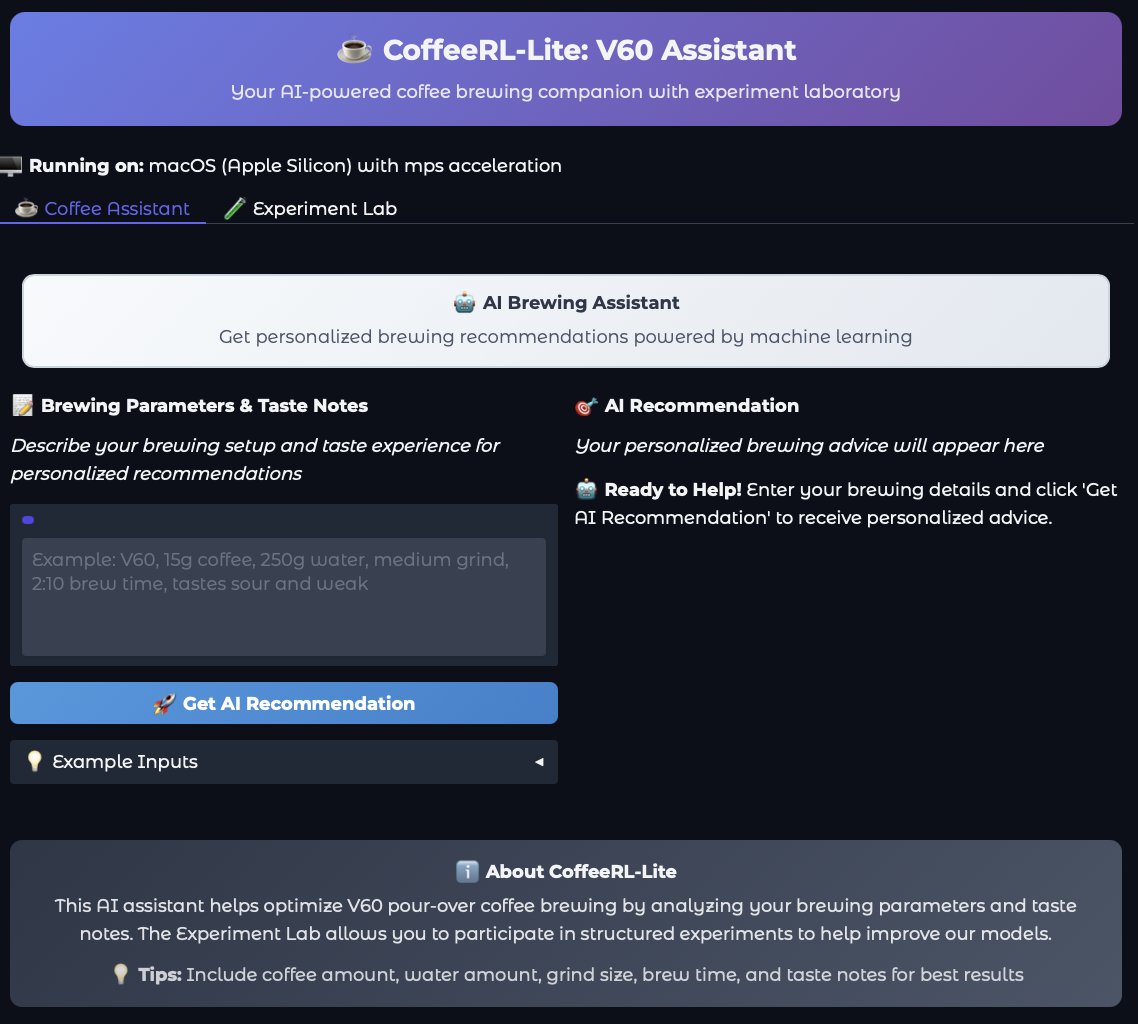 ☕ CoffeeRL-Lite: V60 Assistant
Your AI-powered coffee brewing companion with experiment laboratory
🖥️ Running on: macOS (Apple Silicon) with mps acceleration
☕ Coffee Assistant 🧪 Experiment Lab
🤖 AI Brewing Assistant
Get personalized brewing recommendations powered by machine learning
📝 Brewing Parameters & Taste Notes
Describe your brewing setup and taste experience for
personalized recommendations
Example: V60, 15g coffee, 250g water, medium grind,
2:10 brew time, tastes sour and weak
🚀 Get AI Recommendation
💡 Example Inputs
🎯 AI Recommendation
Your personalized brewing advice will appear here
🤖 Ready to Help! Enter your brewing details and click 'Get
AI Recommendation' to receive personalized advice.
ℹ️ About CoffeeRL-Lite
This AI assistant helps optimize V60 pour-over coffee brewing by analyzing your brewing parameters and taste
notes. The Experiment Lab allows you to participate in structured experiments to help improve our models.
💡 Tips: Include coffee amount, water amount, grind size, brew time, and taste notes for best results